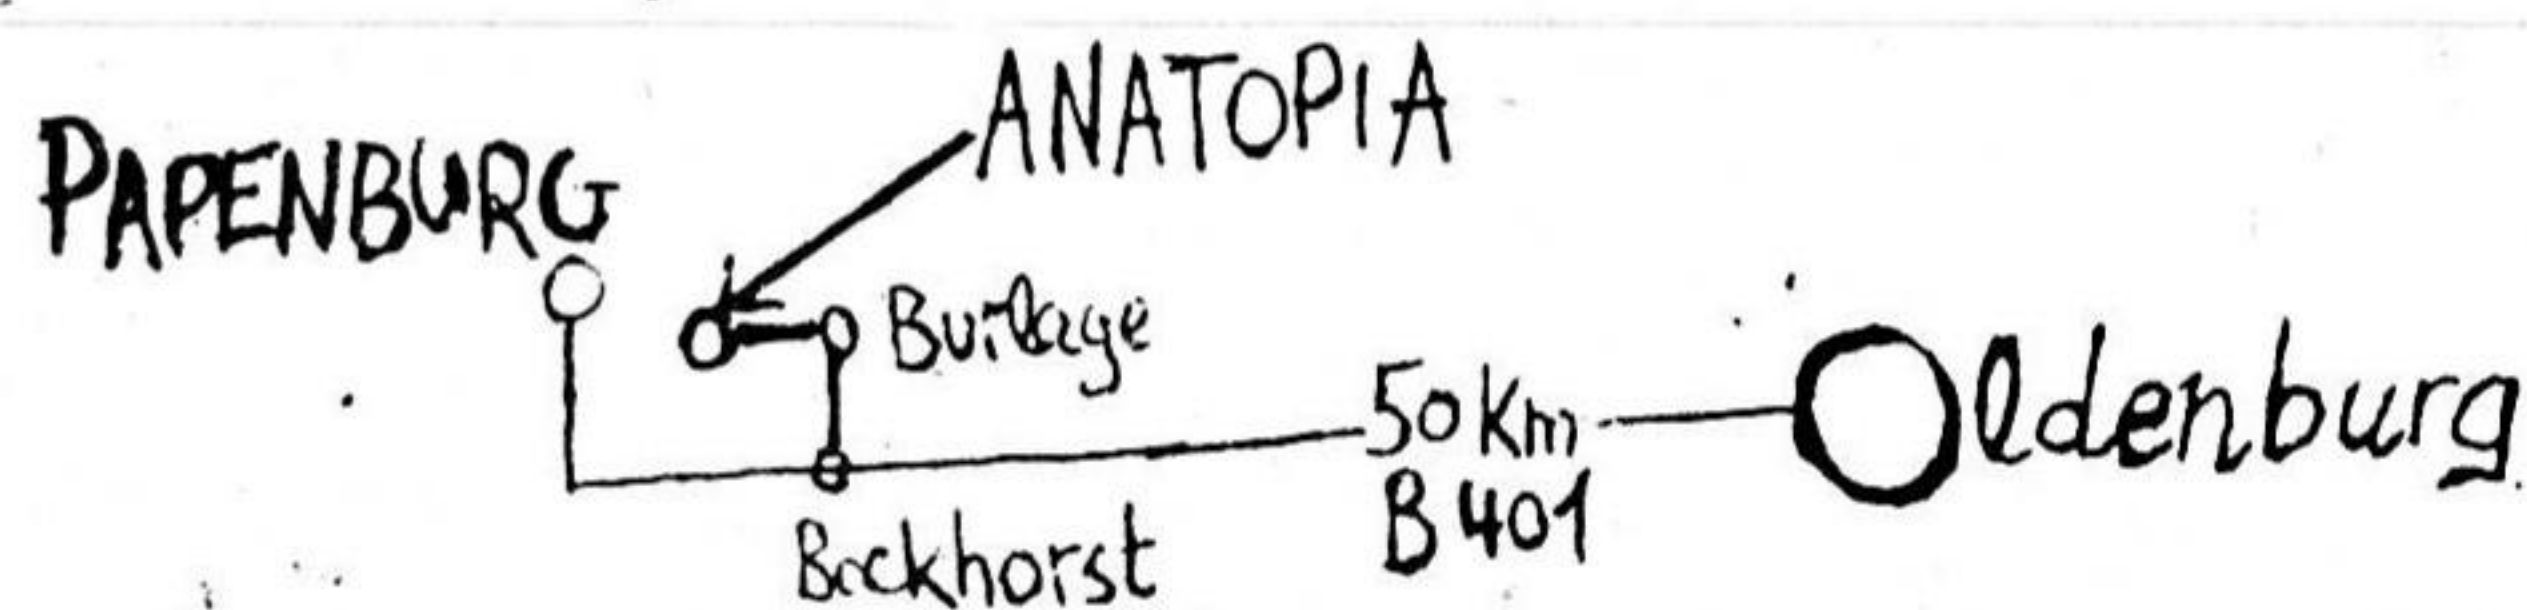 ANATOPIA
PAPENBURG
Burlage
50 Km
Oldenburg
B 401
Bockhorst